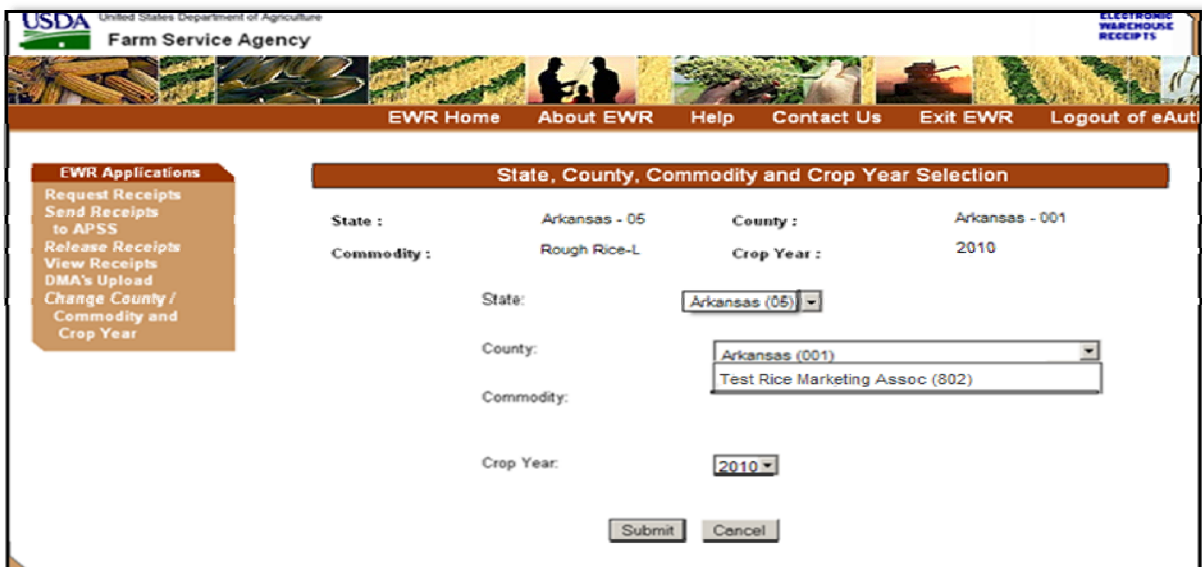 USDA United States Department of Agriculture
Farm Service Agency
ELECTRONIC
WAREHOUSE
RECEIPTS
EWR Home About EWR Help Contact Us Exit EWR Logout of eAuth
EWR Applications
Request Receipts
Send Receipts
to APSS
Release Receipts
View Receipts
DMA's Upload
Change County /
Commodity and
Crop Year
State, County, Commodity and Crop Year Selection
State : Arkansas - 05 County : Arkansas - 001
Commodity : Rough Rice-L Crop Year : 2010
State: Arkansas (05)
County: Arkansas (001)
Test Rice Marketing Assoc (802)
Commodity:
Crop Year: 2010
Submit Cancel